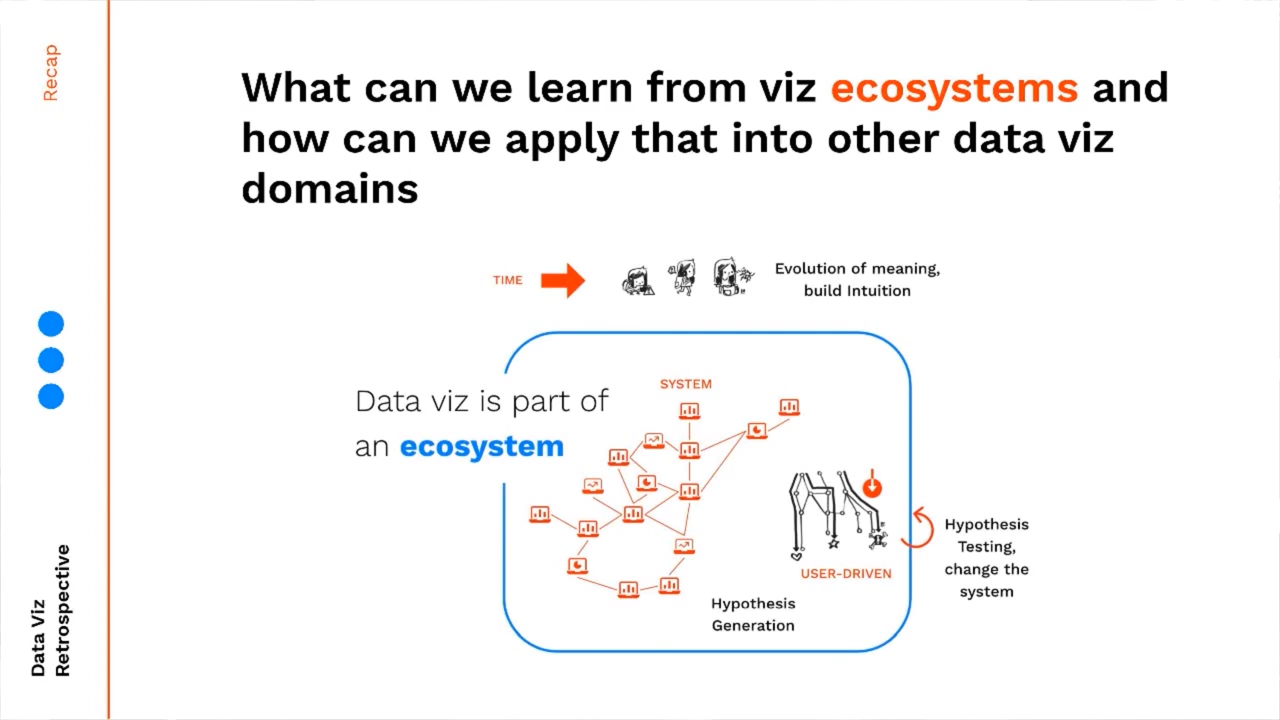 Recap
What can we learn from viz ecosystems and
how can we apply that into other data viz
domains
TIME
Evolution of meaning,
build Intuition
Data viz is part of
an ecosystem
SYSTEM
USER-DRIVEN
Hypothesis
Generation
Hypothesis
Testing,
change the
system
Data Viz
Retrospective